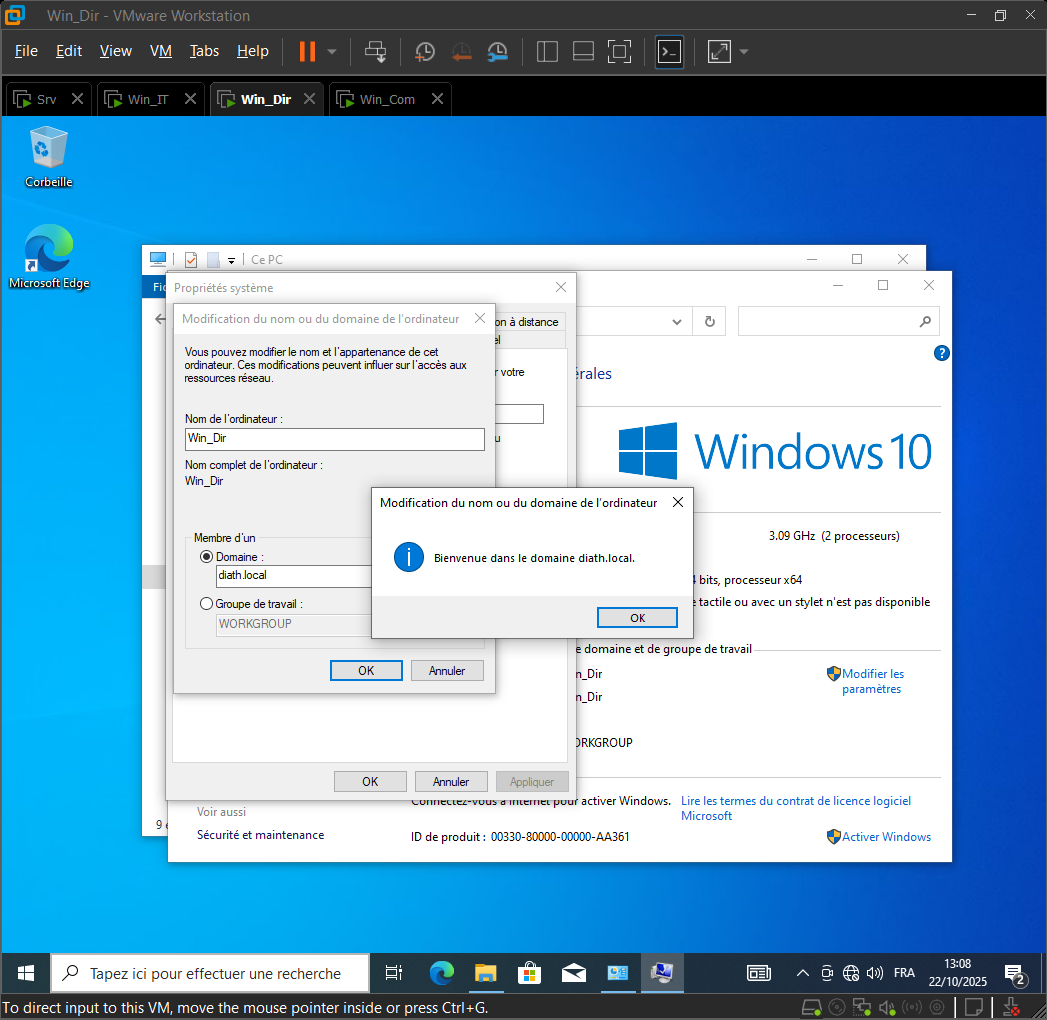 Win_Dir - VMware Workstation
File Edit View VM Tabs Help
Srv Win_IT Win_Dir Win_Com
Corbeille
Microsoft Edge
Ce PC
Propriétés système
Modification du nom ou du domaine de l'ordinateur
on à distance
Vous pouvez modifier le nom et l'appartenance de cet
ordinateur. Ces modifications peuvent influer sur l'accès aux
ressources réseau.
r votre
érales
Nom de l'ordinateur :
Win_Dir
Nom complet de l'ordinateur :
Win_Dir
Windows 10
Modification du nom ou du domaine de l'ordinateur
Bienvenue dans le domaine diath.local.
OK
Membre d'un
Domaine :
diath.local
Groupe de travail :
WORKGROUP
OK Annuler
3.09 GHz (2 processeurs)
4 bits, processeur x64
e tactile ou avec un stylet n'est pas disponible
e domaine et de groupe de travail
n_Dir
n_Dir
Modifier les
paramètres
ORKGROUP
OK Annuler Appliquer
Connectez-vous à Internet pour activer Windows. Lire les termes du contrat de licence logiciel
Microsoft
Voir aussi
Sécurité et maintenance
ID de produit : 00330-80000-00000-AA361
Activer Windows
Tapez ici pour effectuer une recherche
FRA
13:08
22/10/2025
2
To direct input to this VM, move the mouse pointer inside or press Ctrl+G.